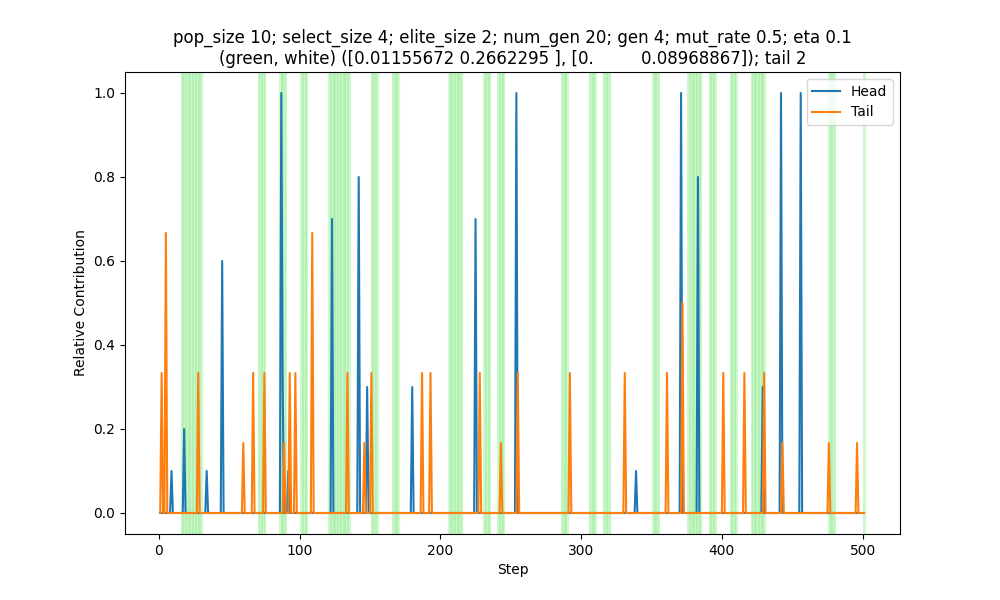 pop_size 10; select_size 4; elite_size 2; num_gen 20; gen 4; mut_rate 0.5; eta 0.1
(green, white) ([0.01155672 0.2662295 ], [0.         0.08968867]); tail 2
Head
Tail
1.0
0.8
0.6
0.4
0.2
0.0
Relative Contribution
0 100 200 300 400 500
Step